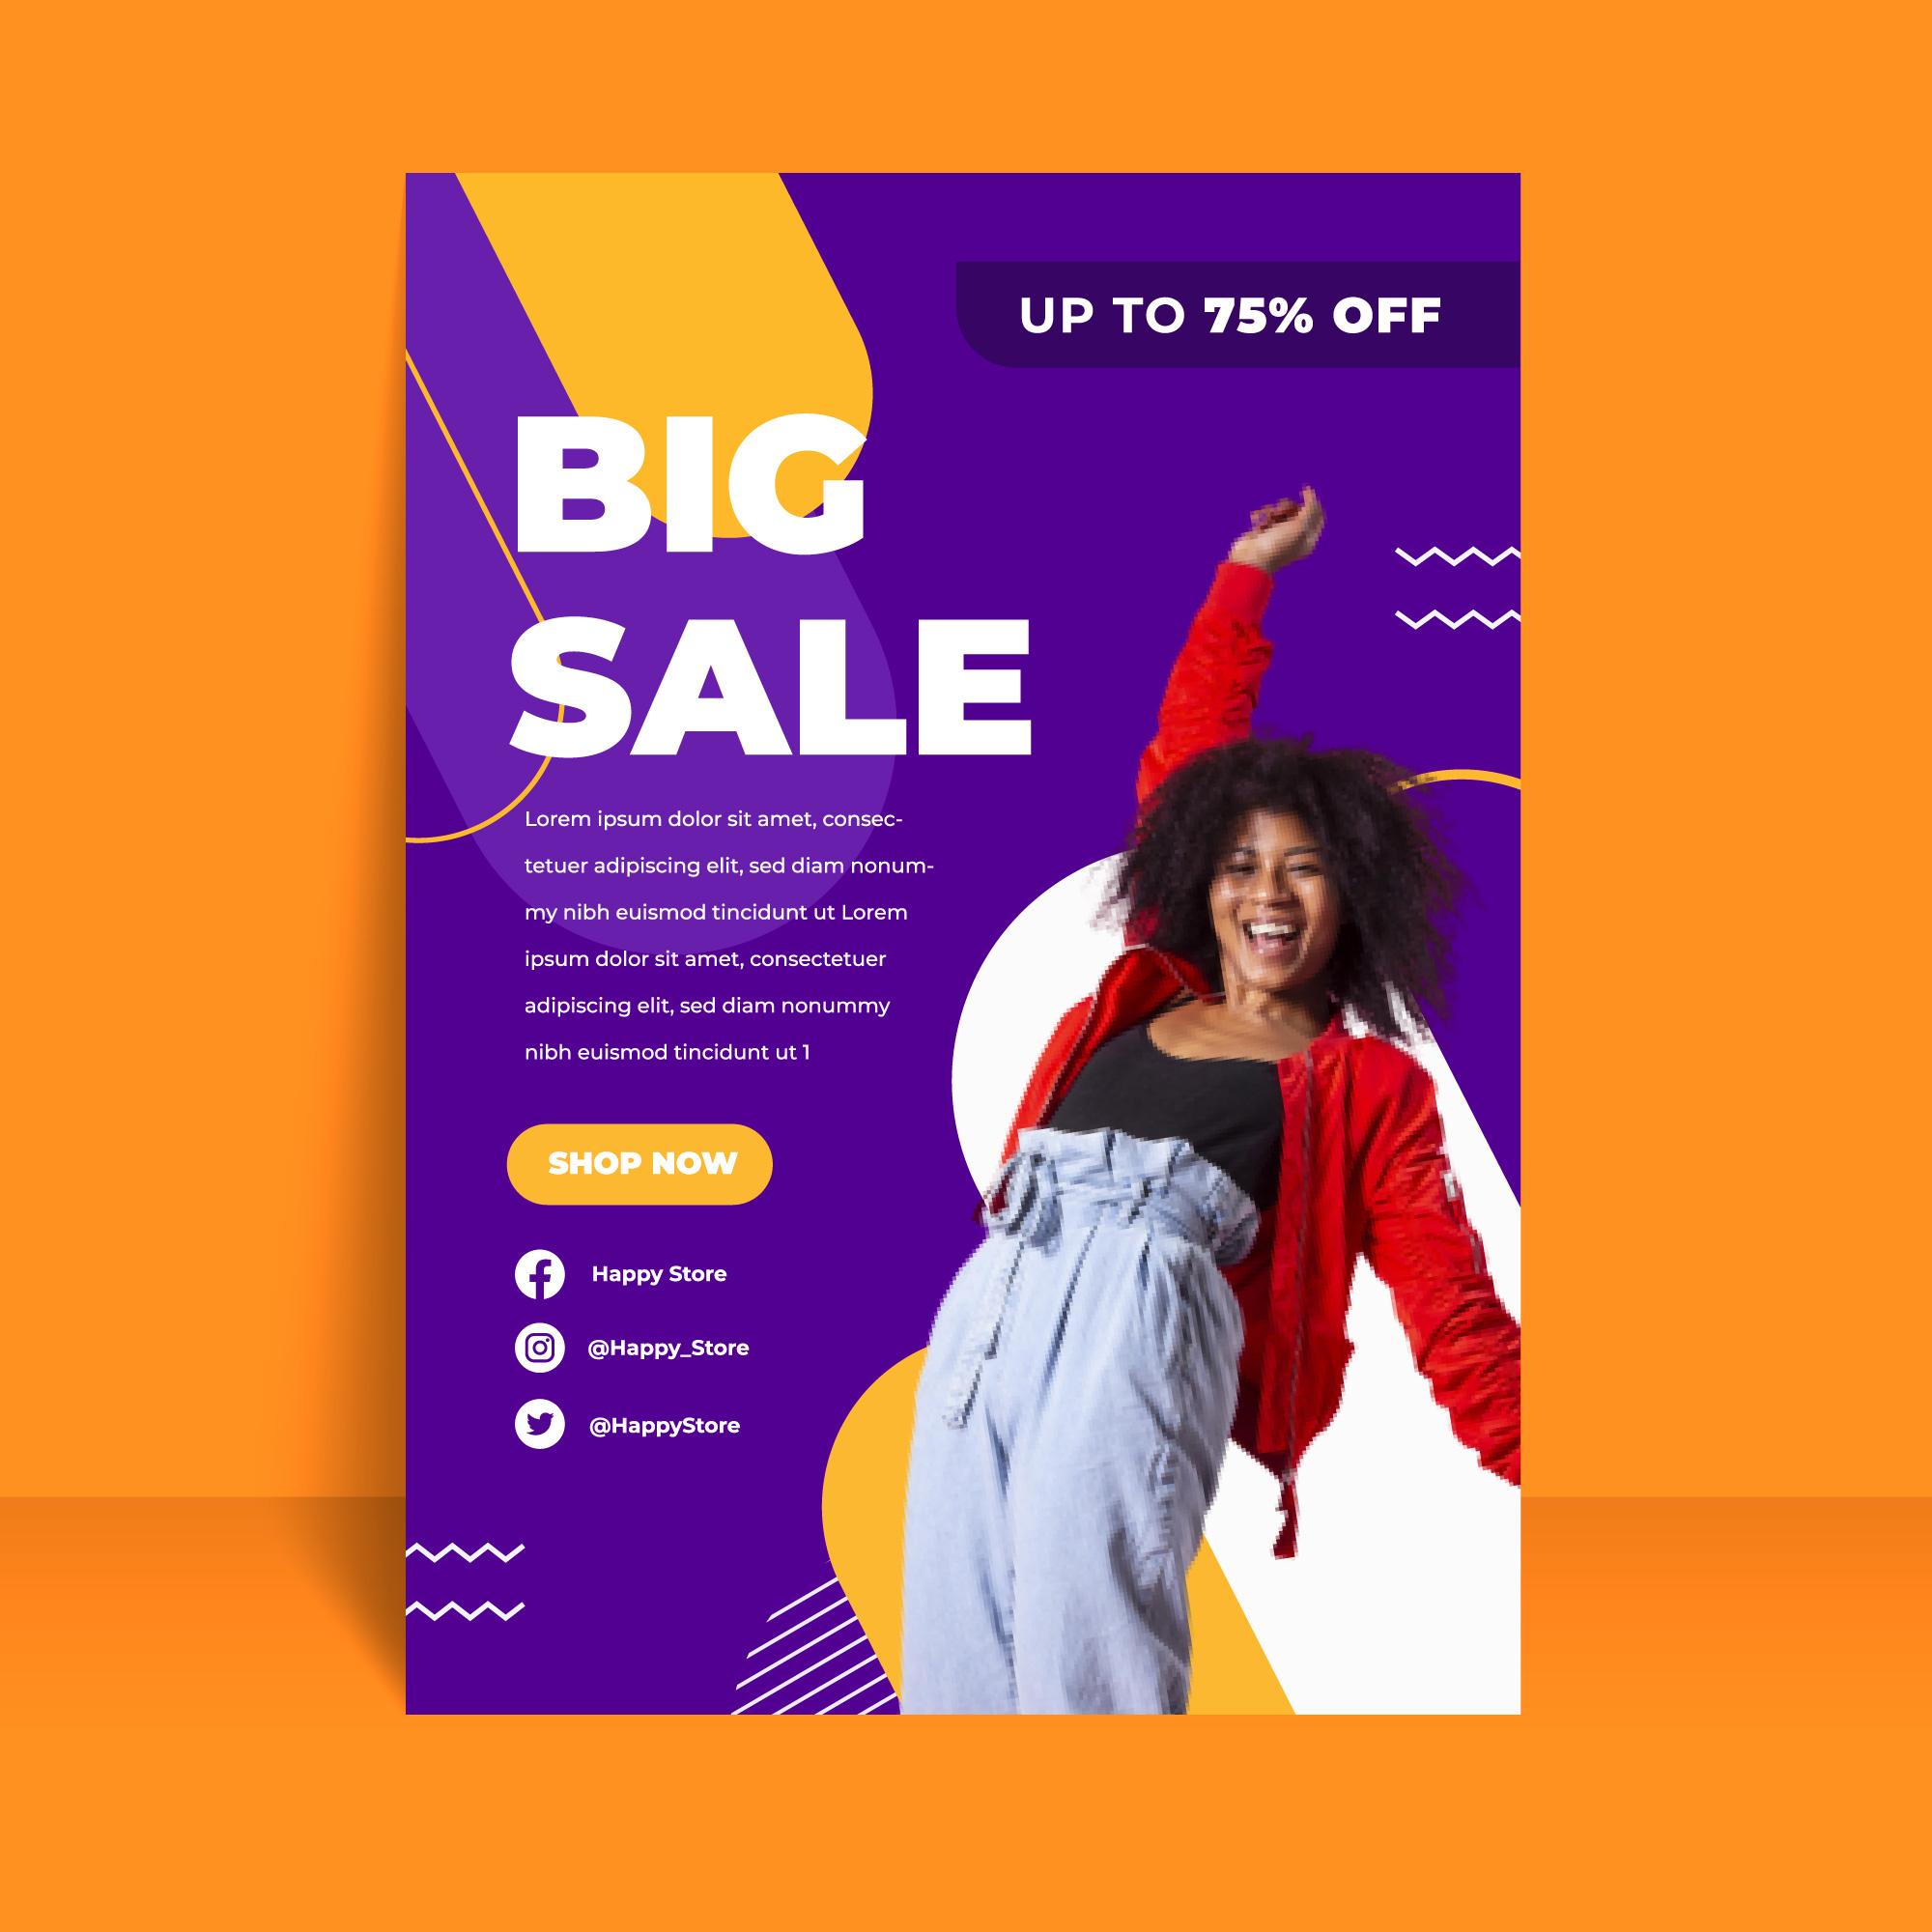 UP TO 75% OFF
BIG
SALE
Lorem ipsum dolor sit amet, consec-
tetuer adipiscing elit, sed diam nonum-
my nibh euismod tincidunt ut Lorem
ipsum dolor sit amet, consectetuer
adipiscing elit, sed diam nonummy
nibh euismod tincidunt ut 1
SHOP NOW
Happy Store
@Happy_Store
@HappyStore